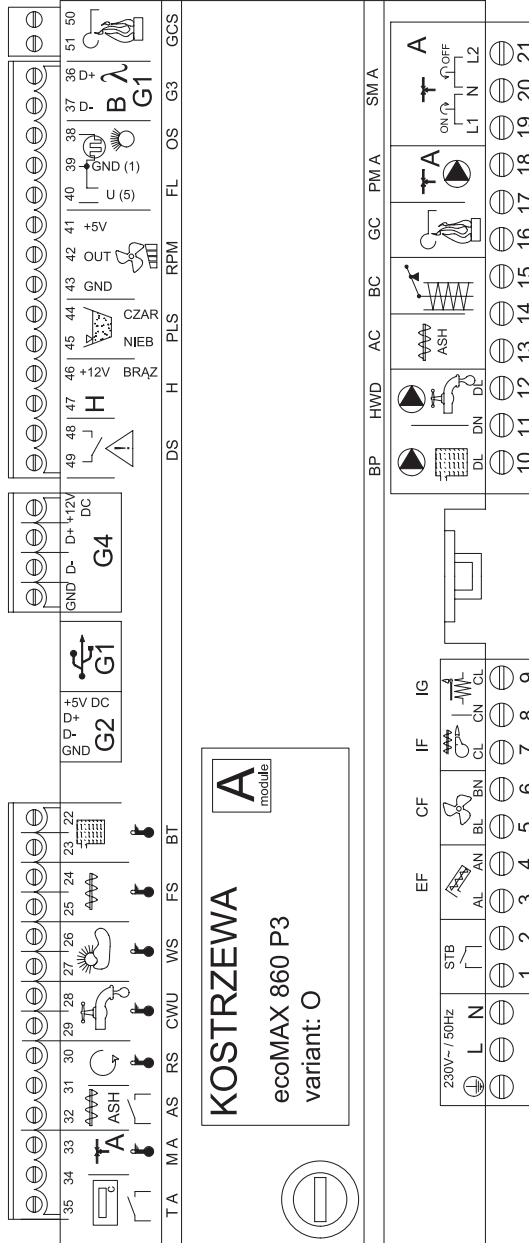 50
51
GCS
36 D+
37 D-
B λ
G1
G3
38
39 GND (1)
40 U (5)
OS
FL
41 +5V
42 OUT
43 GND
RPM
44 CZAR
45 NIEB
PLS
46 +12V BRĄZ
47 H
H
48
49
DS
+12V DC
D+
D-
GND
G4
G1
+5V DC
D+
D-
GND
G2
22
23
BT
24
25
FS
26
27
WS
28
29
CWU
30
RS
31
32
ASH
AS
33
A
M A
34
35
C
T A
KOSTRZEWA
ecoMAX 860 P3
variant: O
A
module
SM A
A
ON OFF
L1 N L2
21
20
19
PM A
A
18
17
GC
16
BC
15
14
AC
ASH
13
HWD
DL
12
DN
11
BP
DL
10
IG
CL
9
CN
8
IF
CL
7
CF
BN
6
BL
5
EF
AN
4
AL
3
STB
2
1
230V~ / 50Hz
L N